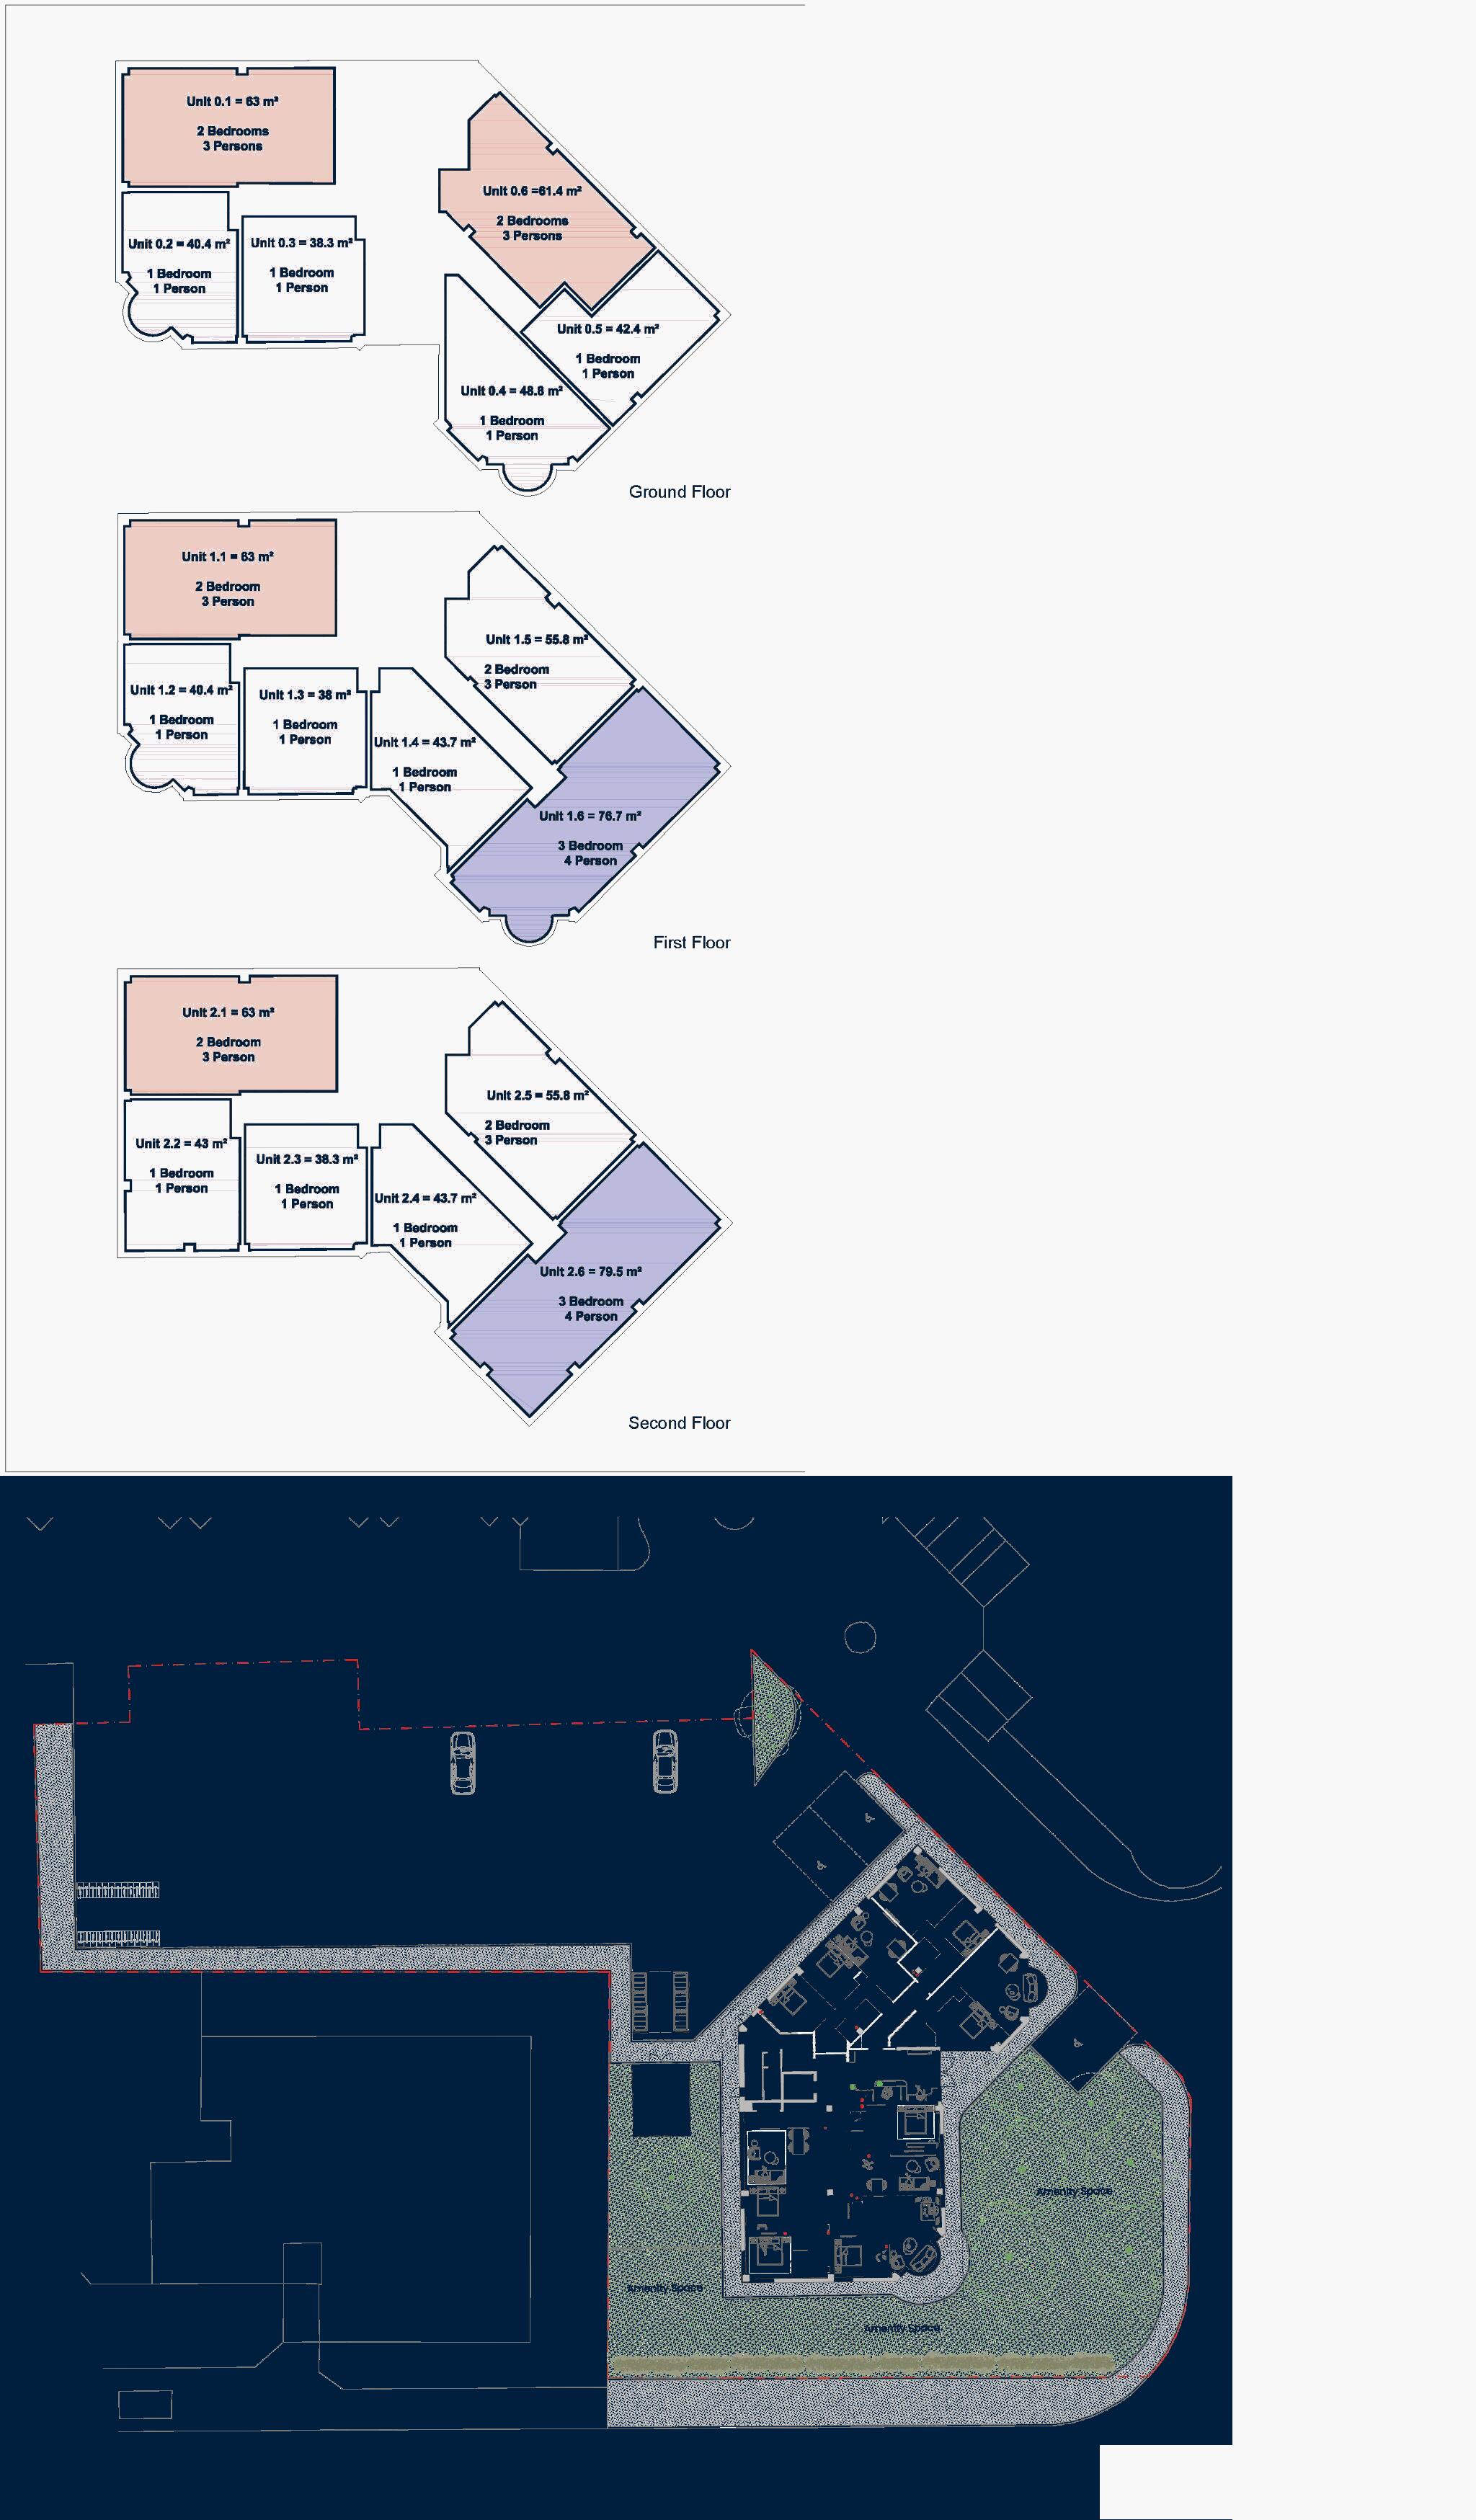 Unit 0.1 = 63 m²
2 Bedrooms
3 Persons
Unit 0.6 =61.4 m²
2 Bedrooms
3 Persons
Unit 0.2 = 40.4 m²
1 Bedroom
1 Person
Unit 0.3 = 38.3 m²
1 Bedroom
1 Person
Unit 0.5 = 42.4 m²
1 Bedroom
1 Person
Unit 0.4 = 48.8 m²
1 Bedroom
1 Person
Ground Floor
Unit 1.1 = 63 m²
2 Bedroom
3 Person
Unit 1.5 = 55.8 m²
2 Bedroom
3 Person
Unit 1.2 = 40.4 m²
1 Bedroom
1 Person
Unit 1.3 = 38 m²
1 Bedroom
1 Person
Unit 1.4 = 43.7 m²
1 Bedroom
1 Person
Unit 1.6 = 76.7 m²
3 Bedroom
4 Person
First Floor
Unit 2.1 = 63 m²
2 Bedroom
3 Person
Unit 2.5 = 55.8 m²
2 Bedroom
3 Person
Unit 2.2 = 43 m²
1 Bedroom
1 Person
Unit 2.3 = 38.3 m²
1 Bedroom
1 Person
Unit 2.4 = 43.7 m²
1 Bedroom
1 Person
Unit 2.6 = 79.5 m²
3 Bedroom
4 Person
Second Floor
Amenity Space
Amenity Space
Amenity Space